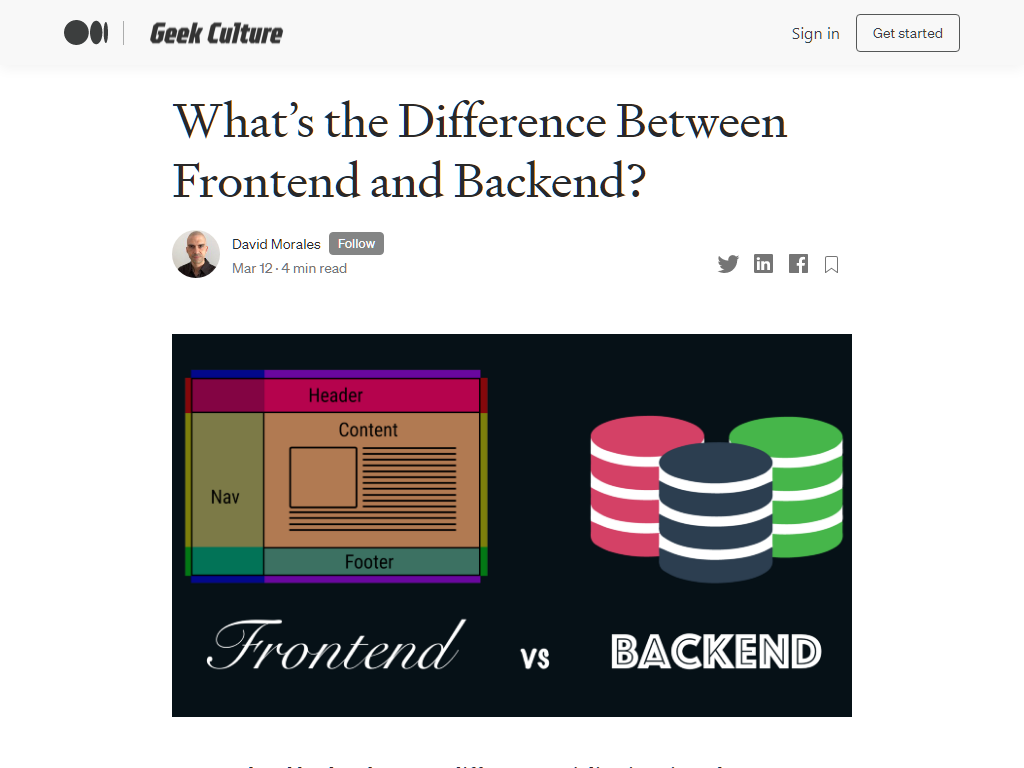 Geek Culture
Sign in
Get started
What’s the Difference Between
Frontend and Backend?
David Morales
Follow
Mar 12 · 4 min read
Header
Content
Nav
Footer
Frontend vs BACKEND